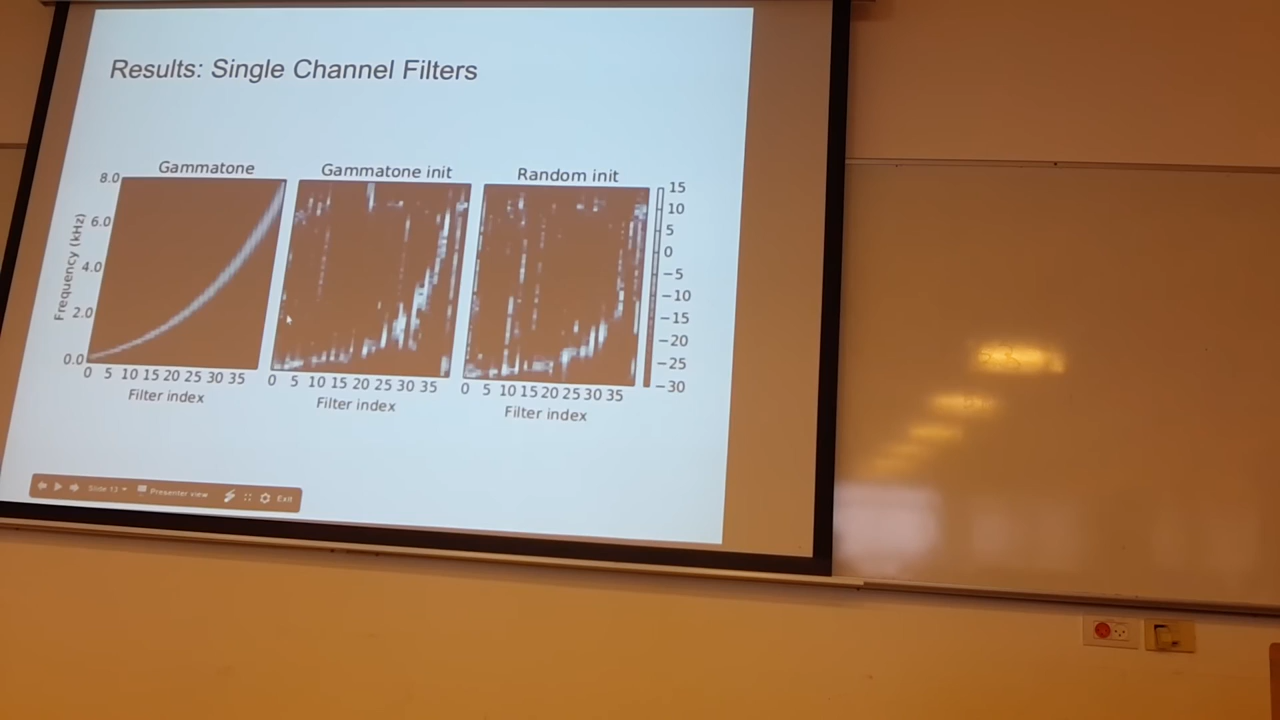 Results: Single Channel Filters
Gammatone
Gammatone init
Random init
8.0
6.0
4.0
2.0
0.0
Frequency (kHz)
0 5 10 15 20 25 30 35
0 5 10 15 20 25 30 35
0 5 10 15 20 25 30 35
Filter index
Filter index
Filter index
15
10
5
0
−5
−10
−15
−20
−25
−30
Slide 13
Presenter view
Exit